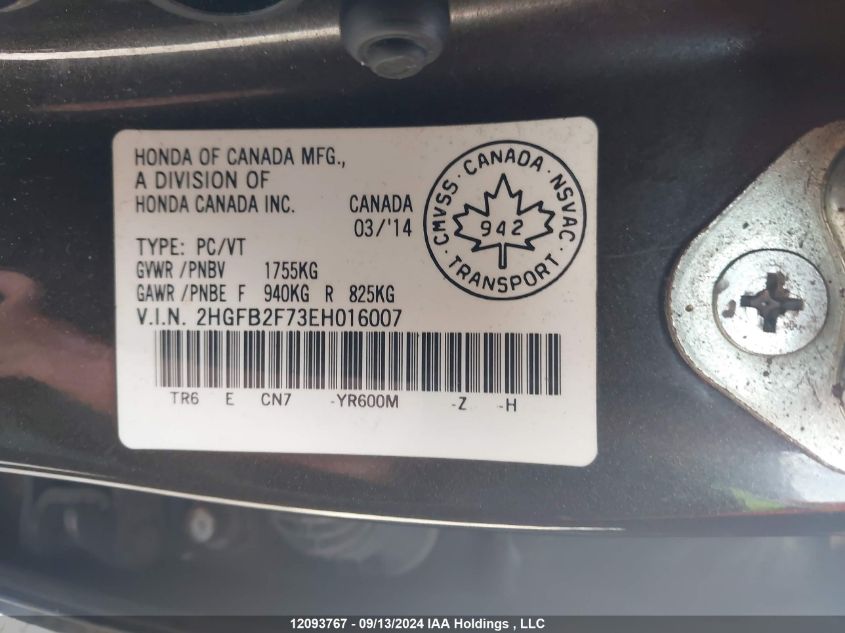 HONDA OF CANADA MFG.,
A DIVISION OF
HONDA CANADA INC. CANADA
03/'14
TYPE: PC/VT
GVWR /PNBV 1755KG
GAWR /PNBE F 940KG R 825KG
V.I.N. 2HGFB2F73EH016007
TR6 E CN7 -YR600M -Z -H
CMVSS · CANADA · NSVAC
942
· TRANSPORT ·
12093767 - 09/13/2024 IAA Holdings , LLC